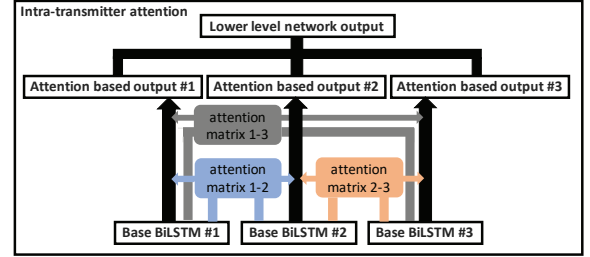 Intra-transmitter attention
Lower level network output
Attention based output #1
Attention based output #2
Attention based output #3
attention
matrix 1-3
attention
matrix 1-2
attention
matrix 2-3
Base BiLSTM #1
Base BiLSTM #2
Base BiLSTM #3